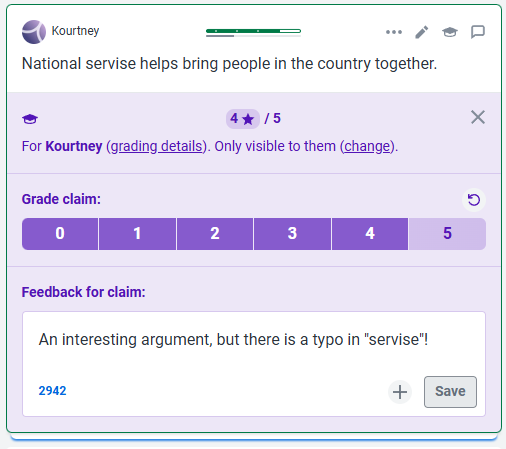 Kourtney
National servise helps bring people in the country together.
4 ★ / 5
For Kourtney (grading details). Only visible to them (change).
Grade claim:
0 1 2 3 4 5
Feedback for claim:
An interesting argument, but there is a typo in "servise"!
2942
Save